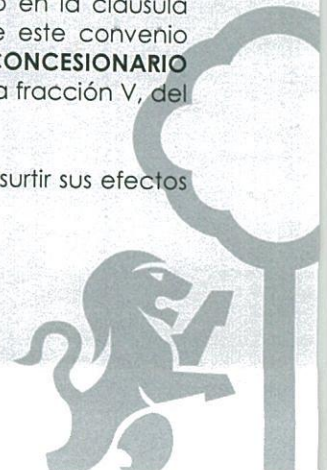 en la cláusula
este convenio
CONCESIONARIO
a fracción V, del
surtir sus efectos